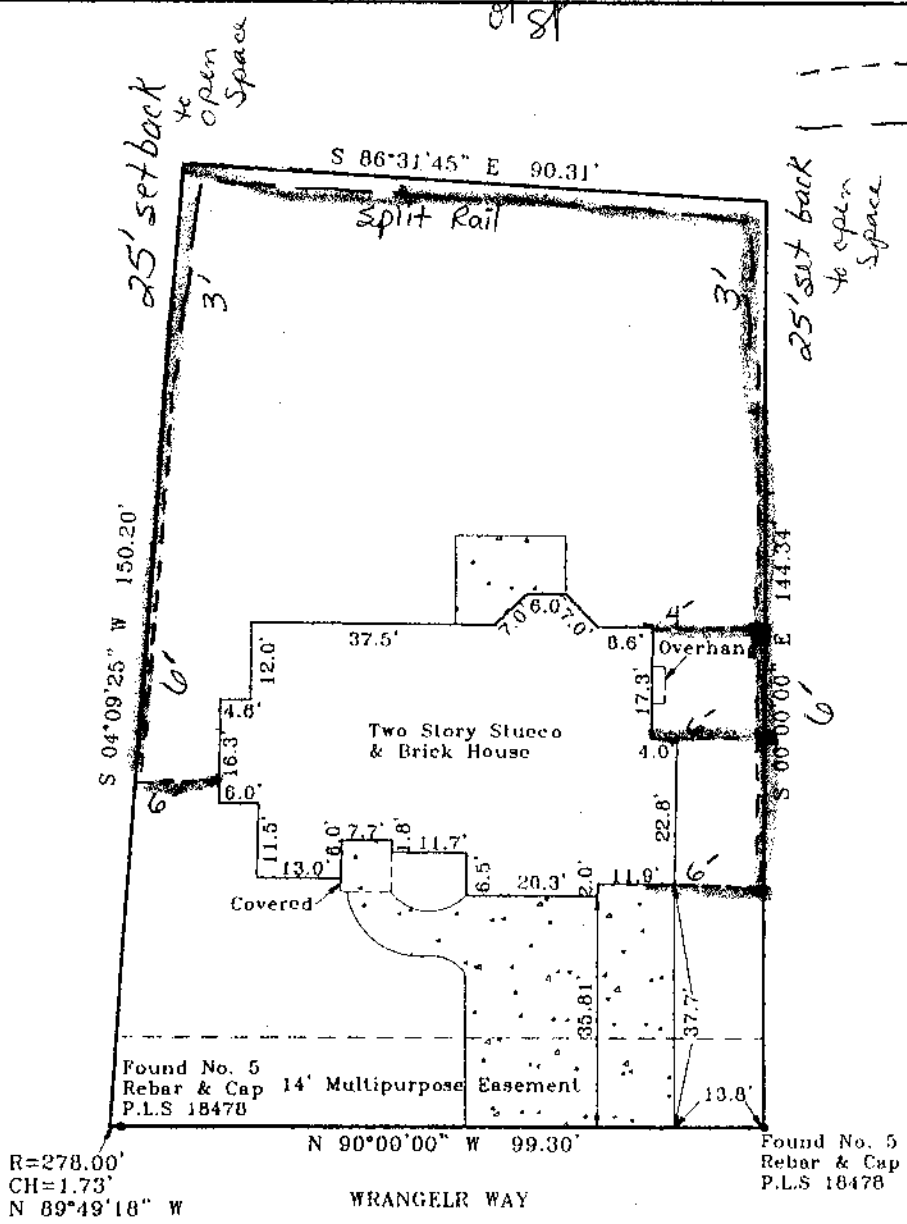 25' set back
to
open
Space
S 86°31'45" E 90.31'
25' set back
to open
space
Split Rail
3'
3'
S 04°09'25" W 150.20'
S 00°00'00" E 144.34'
6'
6'
7.0'
6.0'
7.0'
37.5'
8.6'
4'
12.0'
Overhan
17.3'
4.6'
Two Story Stucco
& Brick House
6'
4.0'
16.3'
6
6.0'
22.8'
11.5'
6.0'
7.7'
1.8'
11.7'
13.0'
6.5'
20.3'
2.0'
11.9'
6'
Covered
35.81'
37.7'
Found No. 5
Rebar & Cap
P.L.S 18478
14' Multipurpose Easement
13.8'
N 90°00'00" W 99.30'
Found No. 5
Rebar & Cap
P.L.S 18478
R=278.00'
CH=1.73'
N 89°49'18" W
WRANGELR WAY